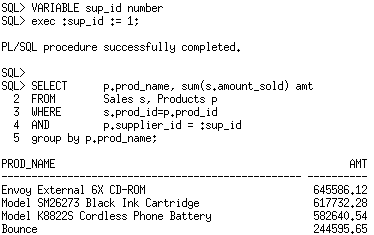 SQL> VARIABLE sup_id number
SQL> exec :sup_id := 1;
PL/SQL procedure successfully completed.
SQL>
SQL> SELECT p.prod_name, sum(s.amount_sold) amt
2 FROM Sales s, Products p
3 WHERE s.prod_id=p.prod_id
4 AND p.supplier_id = :sup_id
5 group by p.prod_name;
PROD_NAME AMT
Envoy External 6X CD-ROM 645586.12
Model SM26273 Black Ink Cartridge 617732.28
Model K8822S Cordless Phone Battery 582640.54
Bounce 244595.65